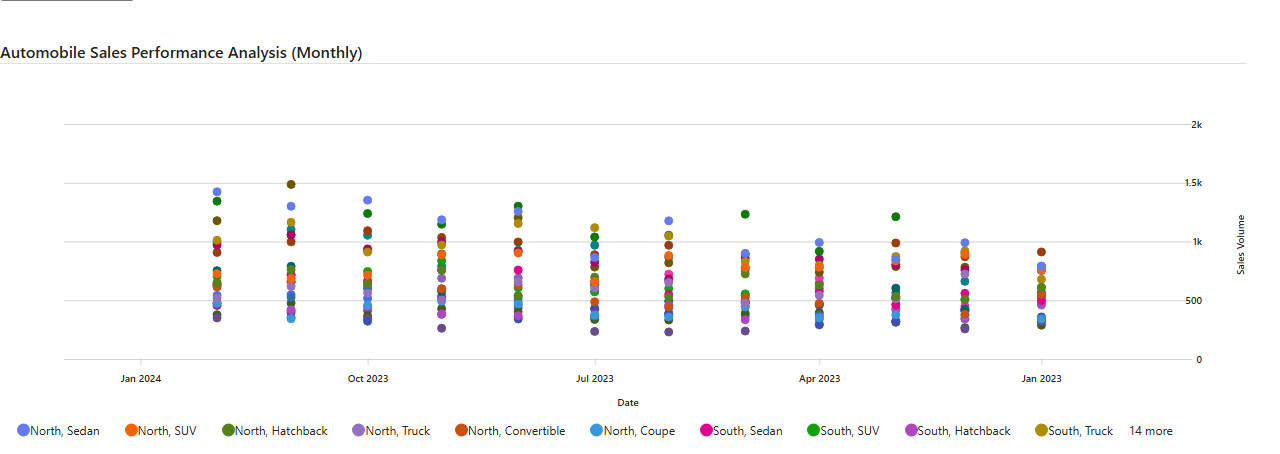 Automobile Sales Performance Analysis (Monthly)
2k
1.5k
1k
500
0
Sales Volume
Jan 2024 Oct 2023 Jul 2023 Apr 2023 Jan 2023
Date
North, Sedan North, SUV North, Hatchback North, Truck North, Convertible North, Coupe South, Sedan South, SUV South, Hatchback South, Truck 14 more